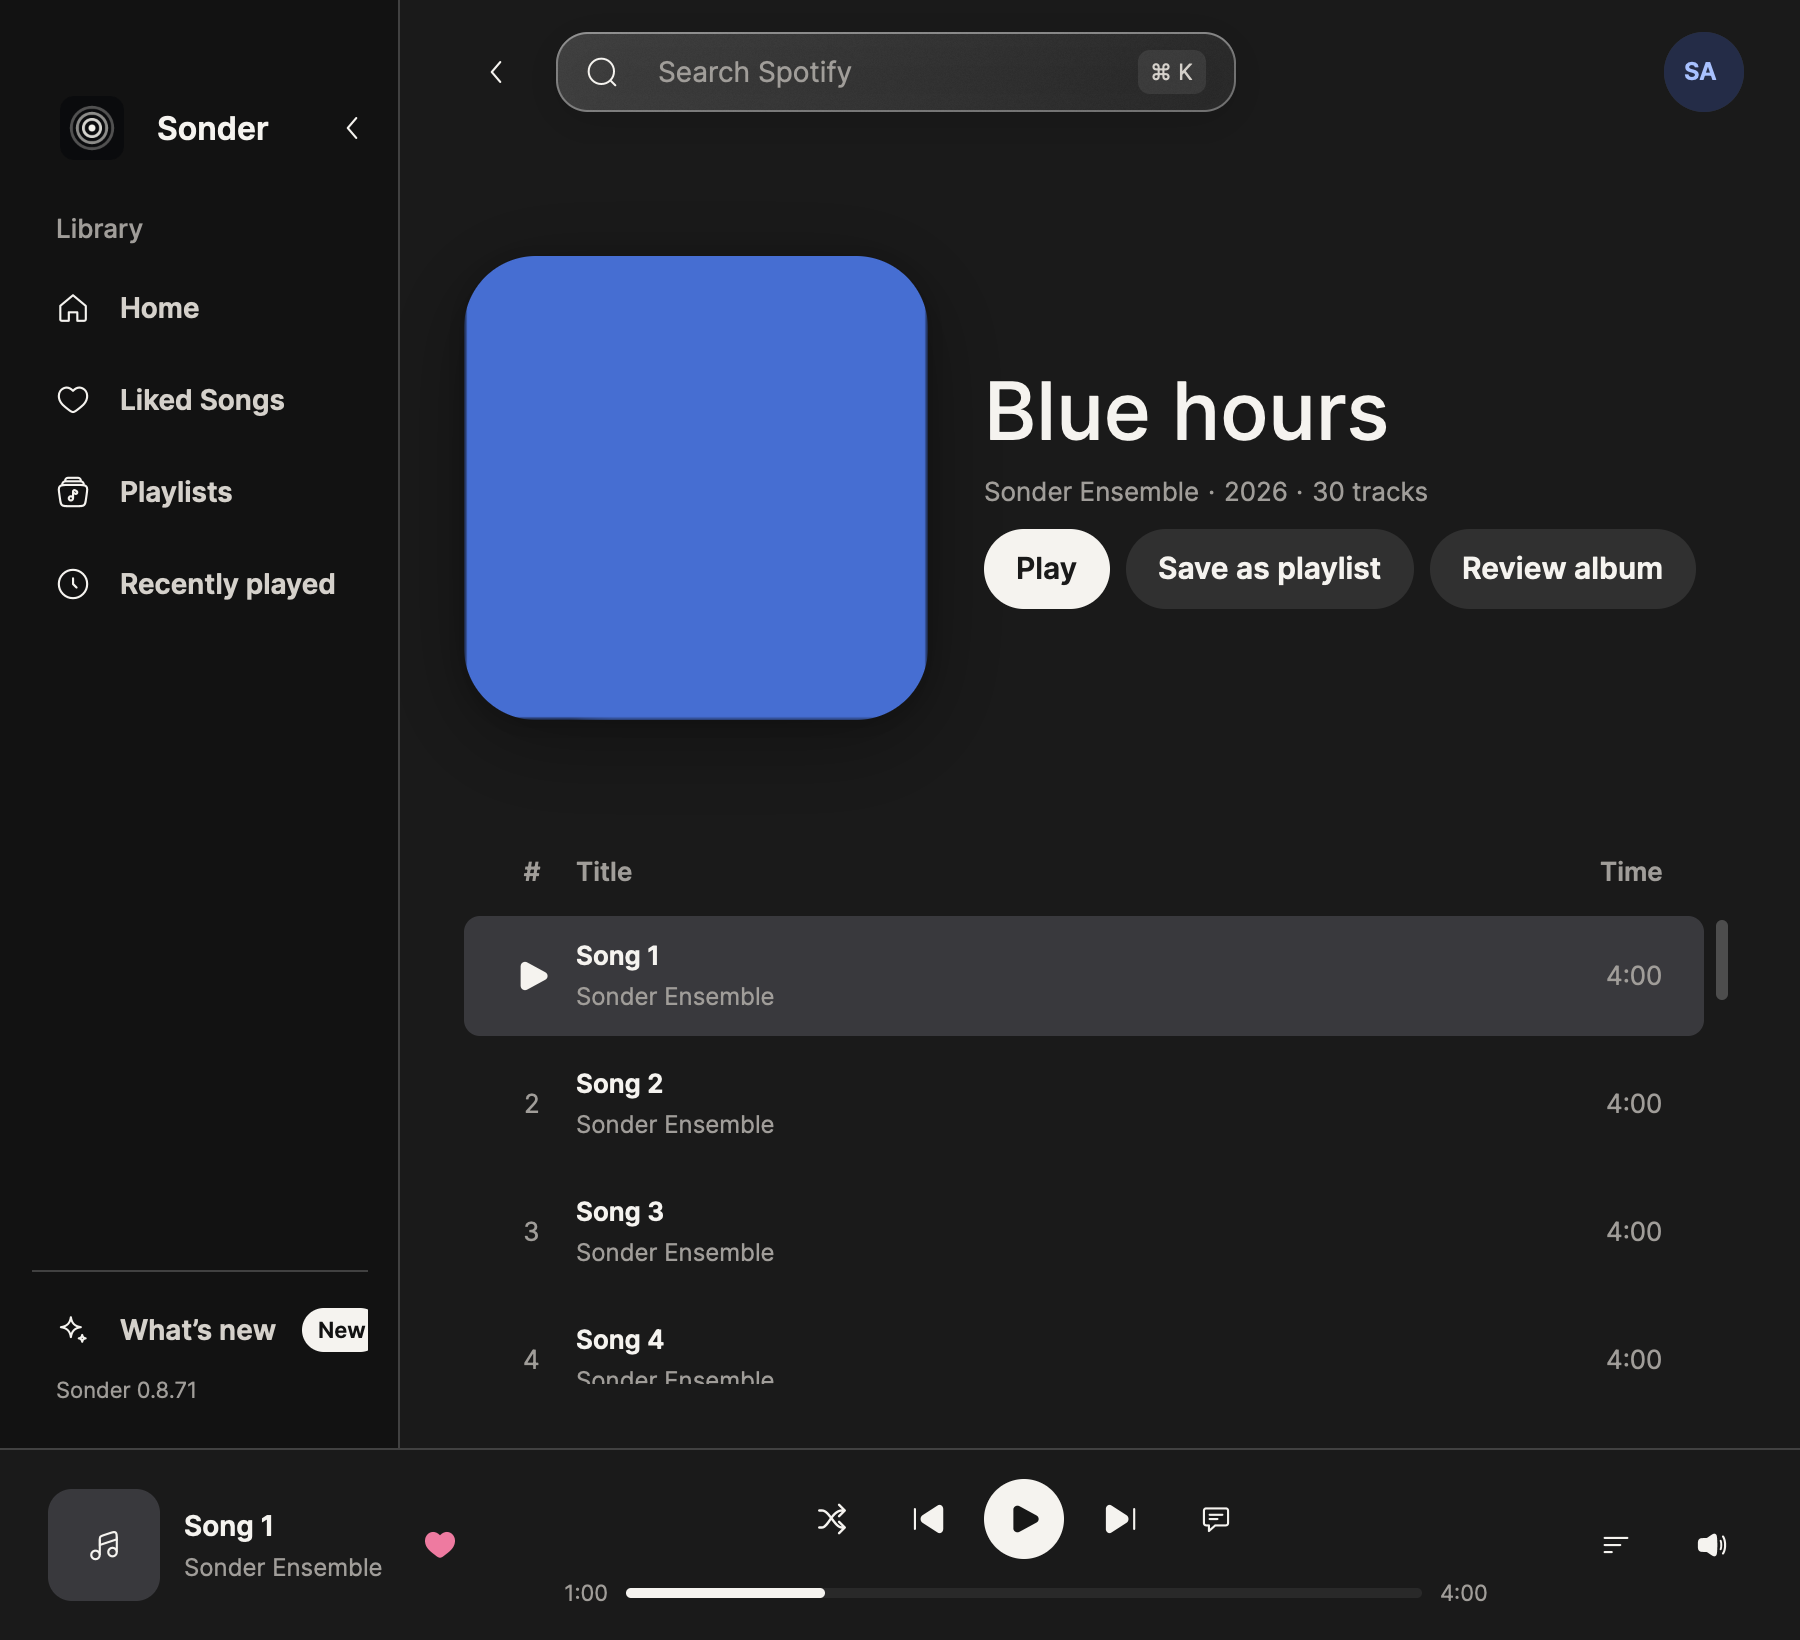 Search Spotify
⌘ K
SA
Sonder
Library
Home
Liked Songs
Playlists
Recently played
Blue hours
Sonder Ensemble · 2026 · 30 tracks
Play
Save as playlist
Review album
# Title Time
Song 1
Sonder Ensemble
4:00
2
Song 2
Sonder Ensemble
4:00
3
Song 3
Sonder Ensemble
4:00
4
Song 4
Sonder Ensemble
4:00
What’s new
New
Sonder 0.8.71
Song 1
Sonder Ensemble
1:00
4:00